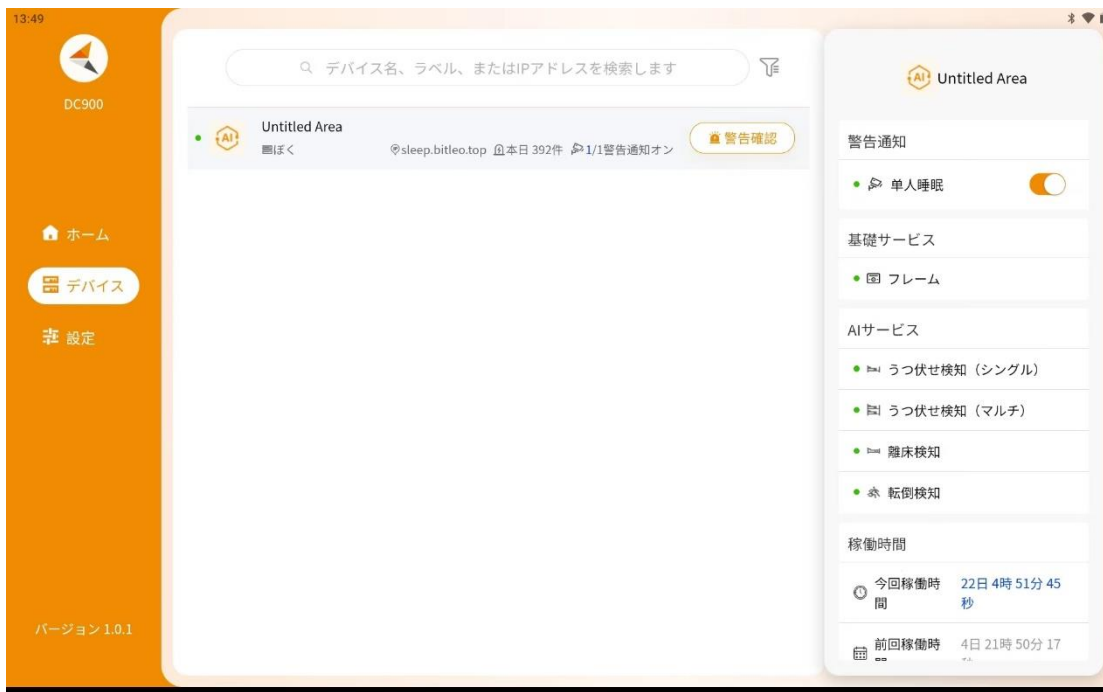 13:49
DC900
ホーム
デバイス
設定
バージョン 1.0.1
デバイス名、ラベル、またはIPアドレスを検索します
AI
Untitled Area
ぼく
sleep.bitleo.top 本日 392件 1/1警告通知オン
警告確認
AI Untitled Area
警告通知
单人睡眠
基礎サービス
フレーム
AIサービス
うつ伏せ検知（シングル）
うつ伏せ検知（マルチ）
離床検知
転倒検知
稼働時間
今回稼働時
間
22日 4時 51分 45
秒
前回稼働時
4日 21時 50分 17